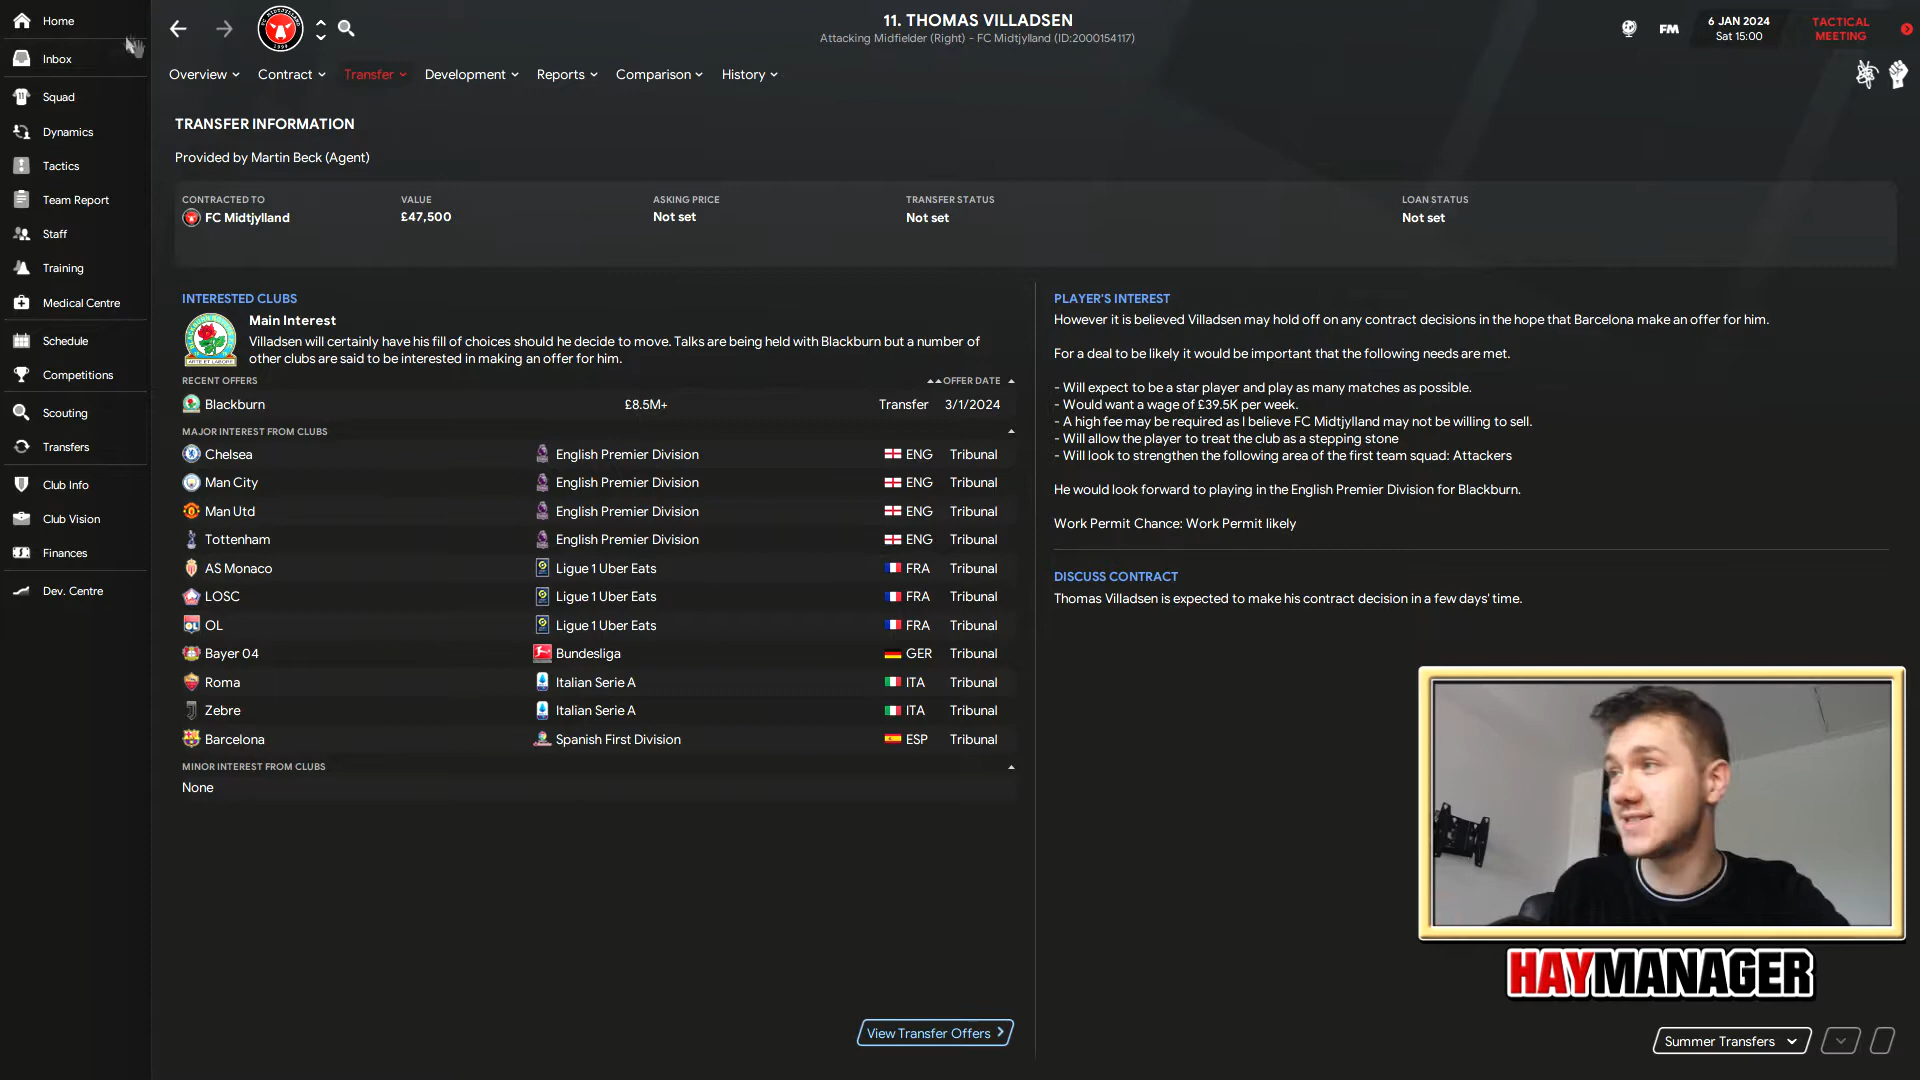 Home
Inbox
Squad
Dynamics
Tactics
Team Report
Staff
Training
Medical Centre
Schedule
Competitions
Scouting
Transfers
Club Info
Club Vision
Finances
Dev. Centre
11. THOMAS VILLADSEN
Attacking Midfielder (Right) - FC Midtjylland (ID:2000154117)
FM
6 JAN 2024
Sat 15:00
TACTICAL
MEETING
Overview Contract Transfer Development Reports Comparison History
TRANSFER INFORMATION
Provided by Martin Beck (Agent)
CONTRACTED TO VALUE ASKING PRICE TRANSFER STATUS LOAN STATUS
FC Midtjylland £47,500 Not set Not set Not set
INTERESTED CLUBS
Main Interest
Villadsen will certainly have his fill of choices should he decide to move. Talks are being held with Blackburn but a number of
other clubs are said to be interested in making an offer for him.
RECENT OFFERS OFFER DATE
Blackburn £8.5M+ Transfer 3/1/2024
MAJOR INTEREST FROM CLUBS
Chelsea English Premier Division ENG Tribunal
Man City English Premier Division ENG Tribunal
Man Utd English Premier Division ENG Tribunal
Tottenham English Premier Division ENG Tribunal
AS Monaco Ligue 1 Uber Eats FRA Tribunal
LOSC Ligue 1 Uber Eats FRA Tribunal
OL Ligue 1 Uber Eats FRA Tribunal
Bayer 04 Bundesliga GER Tribunal
Roma Italian Serie A ITA Tribunal
Zebre Italian Serie A ITA Tribunal
Barcelona Spanish First Division ESP Tribunal
MINOR INTEREST FROM CLUBS
None
View Transfer Offers
PLAYER'S INTEREST
However it is believed Villadsen may hold off on any contract decisions in the hope that Barcelona make an offer for him.
For a deal to be likely it would be important that the following needs are met.
- Will expect to be a star player and play as many matches as possible.
- Would want a wage of £39.5K per week.
- A high fee may be required as I believe FC Midtjylland may not be willing to sell.
- Will allow the player to treat the club as a stepping stone
- Will look to strengthen the following area of the first team squad: Attackers
He would look forward to playing in the English Premier Division for Blackburn.
Work Permit Chance: Work Permit likely
DISCUSS CONTRACT
Thomas Villadsen is expected to make his contract decision in a few days' time.
HAYMANAGER
Summer Transfers